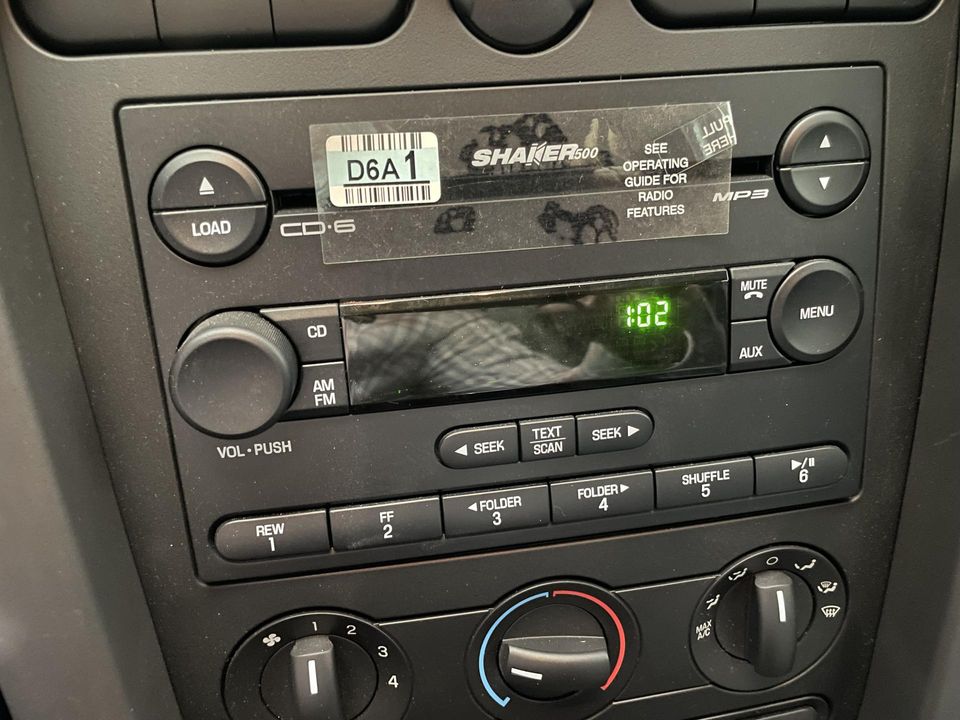 D6A1
SHAKER500
SEE
OPERATING
GUIDE FOR
RADIO
FEATURES
PULL
HERE
LOAD
CD·6
MP3
CD
1:02
MUTE
MENU
AM
FM
AUX
VOL·PUSH
SEEK
TEXT
SCAN
SEEK
REW
1
FF
2
FOLDER
3
FOLDER
4
SHUFFLE
5
6
1
2
3
4
MAX
A/C